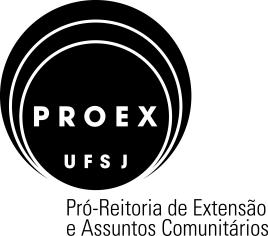 PROEX
UFSJ
Pró-Reitoria de Extensão
e Assuntos Comunitários